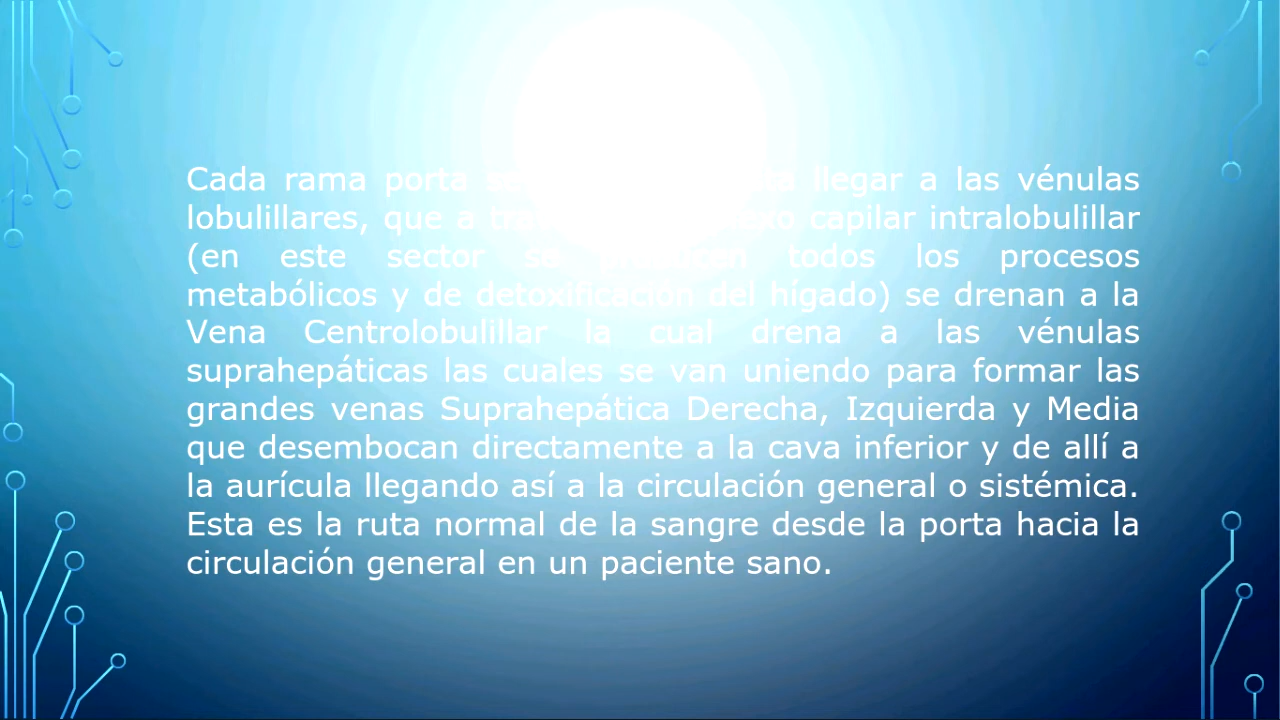 Cada rama porta se llegar a las vénulas
lobulillares, que a capilar intralobulillar
(en este sector se producen todos los procesos
metabólicos y de detoxificación del hígado) se drenan a la
Vena Centrolobulillar la cual drena a las vénulas
suprahepáticas las cuales se van uniendo para formar las
grandes venas Suprahepática Derecha, Izquierda y Media
que desembocan directamente a la cava inferior y de allí a
la aurícula llegando así a la circulación general o sistémica.
Esta es la ruta normal de la sangre desde la porta hacia la
circulación general en un paciente sano.